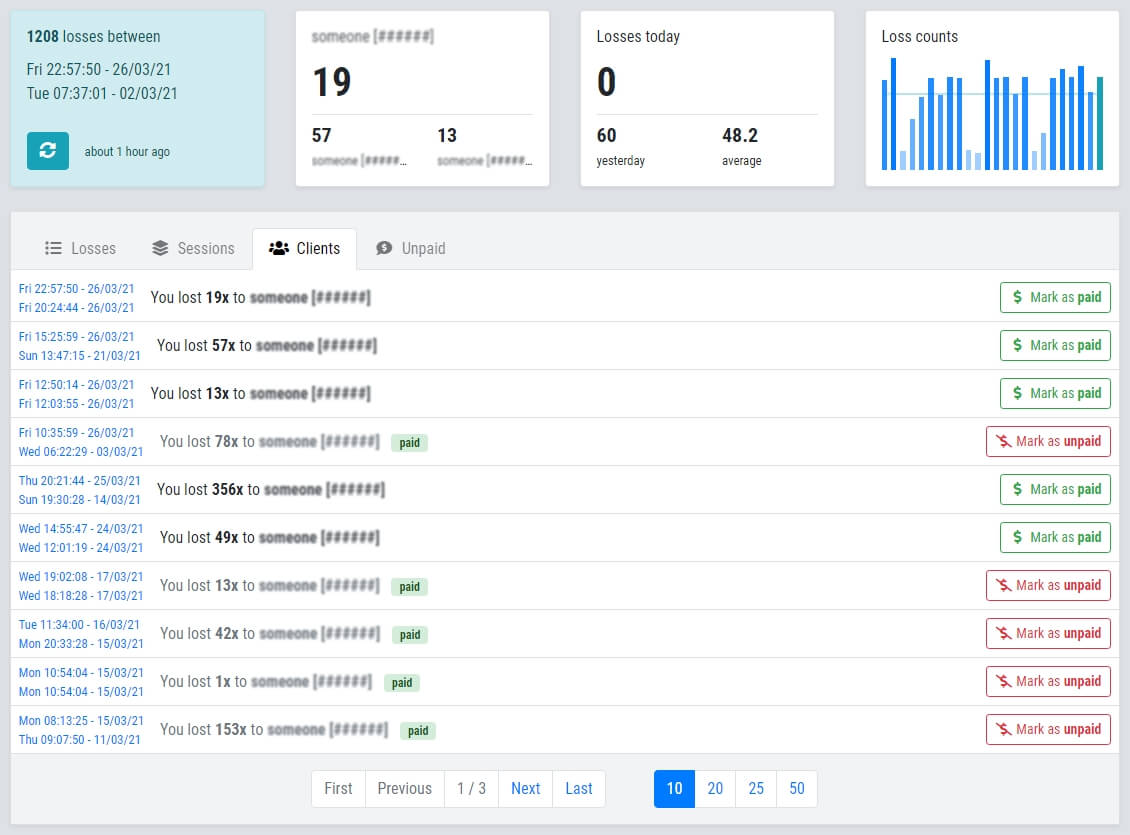 1208 losses between
Fri 22:57:50 - 26/03/21
Tue 07:37:01 - 02/03/21
about 1 hour ago
someone [######]
19
57
13
someone [#####...
someone [#####...
Losses today
0
60
48.2
yesterday
average
Loss counts
Losses
Sessions
Clients
Unpaid
Fri 22:57:50 - 26/03/21
Fri 20:24:44 - 26/03/21
You lost 19x to someone [######]
$ Mark as paid
Fri 15:25:59 - 26/03/21
Sun 13:47:15 - 21/03/21
You lost 57x to someone [######]
$ Mark as paid
Fri 12:50:14 - 26/03/21
Fri 12:03:55 - 26/03/21
You lost 13x to someone [######]
$ Mark as paid
Fri 10:35:59 - 26/03/21
Wed 06:22:29 - 03/03/21
You lost 78x to someone [######] paid
Mark as unpaid
Thu 20:21:44 - 25/03/21
Sun 19:30:28 - 14/03/21
You lost 356x to someone [######]
$ Mark as paid
Wed 14:55:47 - 24/03/21
Wed 12:01:19 - 24/03/21
You lost 49x to someone [######]
$ Mark as paid
Wed 19:02:08 - 17/03/21
Wed 18:18:28 - 17/03/21
You lost 13x to someone [######] paid
Mark as unpaid
Tue 11:34:00 - 16/03/21
Mon 20:33:28 - 15/03/21
You lost 42x to someone [######] paid
Mark as unpaid
Mon 10:54:04 - 15/03/21
Mon 10:54:04 - 15/03/21
You lost 1x to someone [######] paid
Mark as unpaid
Mon 08:13:25 - 15/03/21
Thu 09:07:50 - 11/03/21
You lost 153x to someone [######] paid
Mark as unpaid
First Previous 1 / 3 Next Last
10 20 25 50